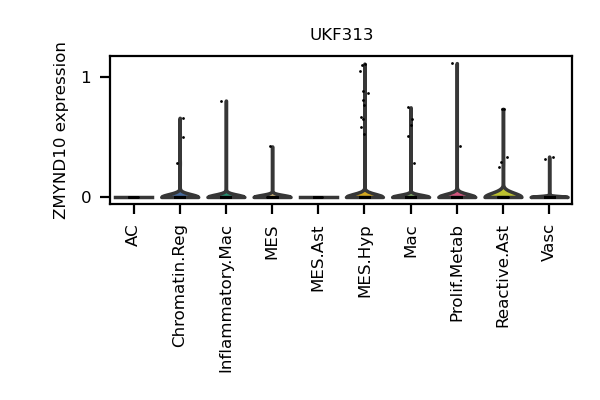 UKF313
ZMYND10 expression
1
0
AC
Chromatin.Reg
Inflammatory.Mac
MES
MES.Ast
MES.Hyp
Mac
Prolif.Metab
Reactive.Ast
Vasc